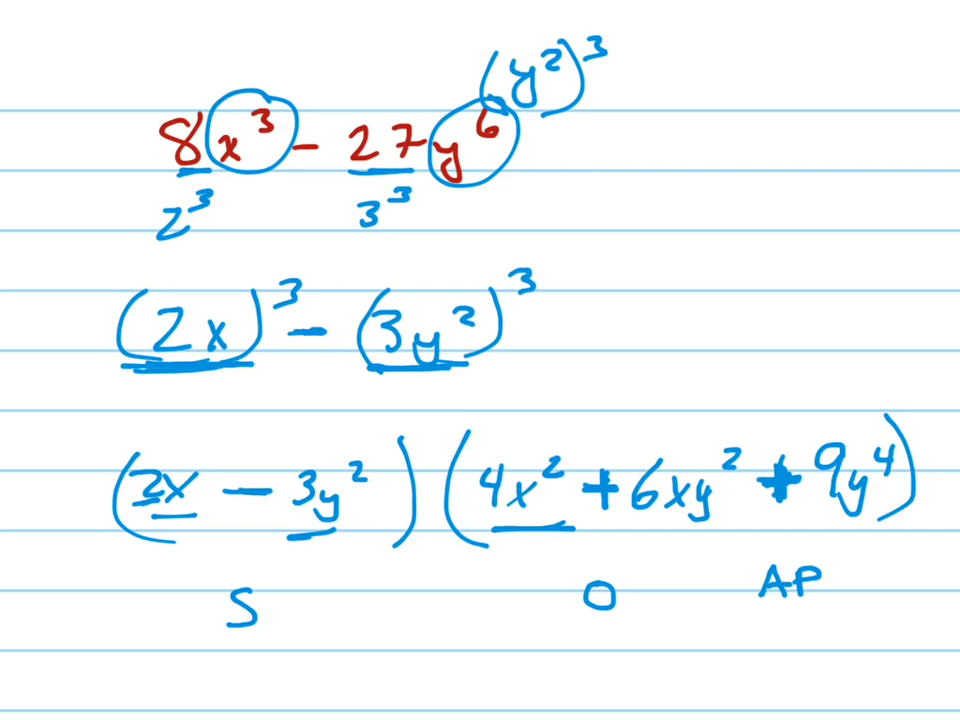 (y²)³
8x³ - 27y⁶
2³ 3³
(2x)³ - (3y²)³
(2x - 3y²)(4x² + 6xy² + 9y⁴)
S O AP